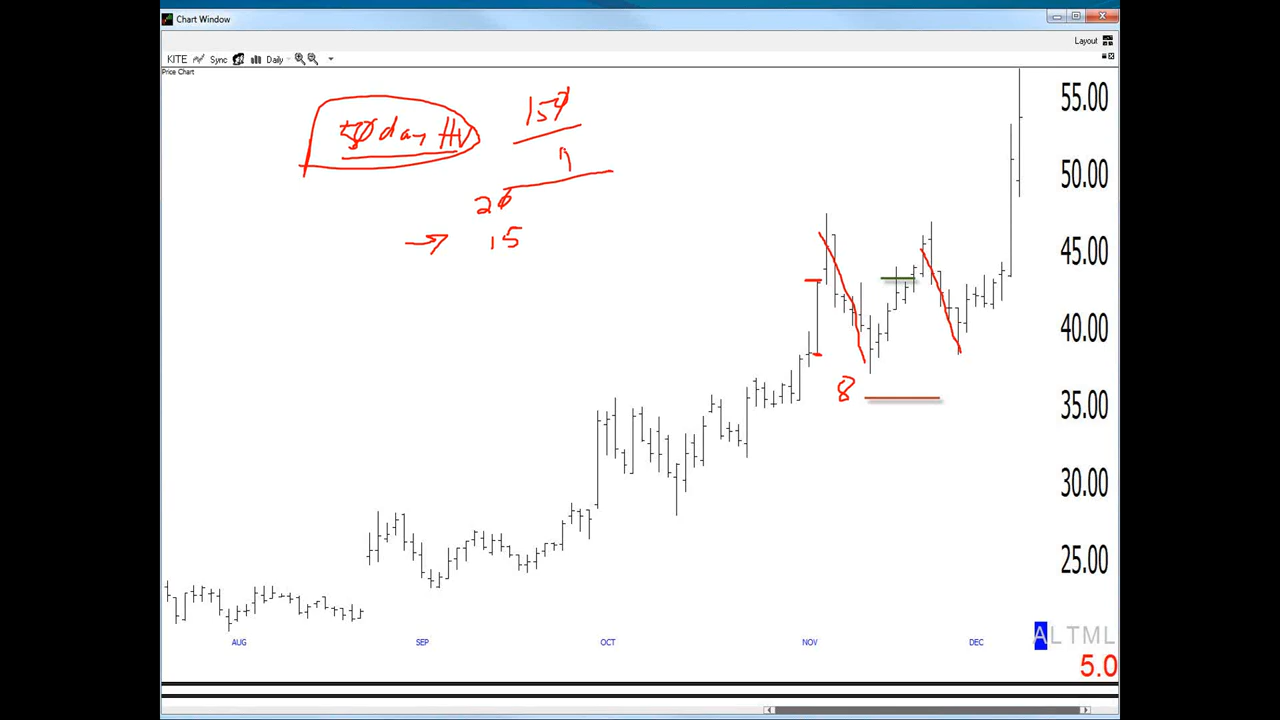 Chart Window
Layout
KITE Sync Daily
Price Chart
55.00
50.00
45.00
40.00
35.00
30.00
25.00
50 day HV
150
20
15
8
AUG SEP OCT NOV DEC
ALTML
5.0